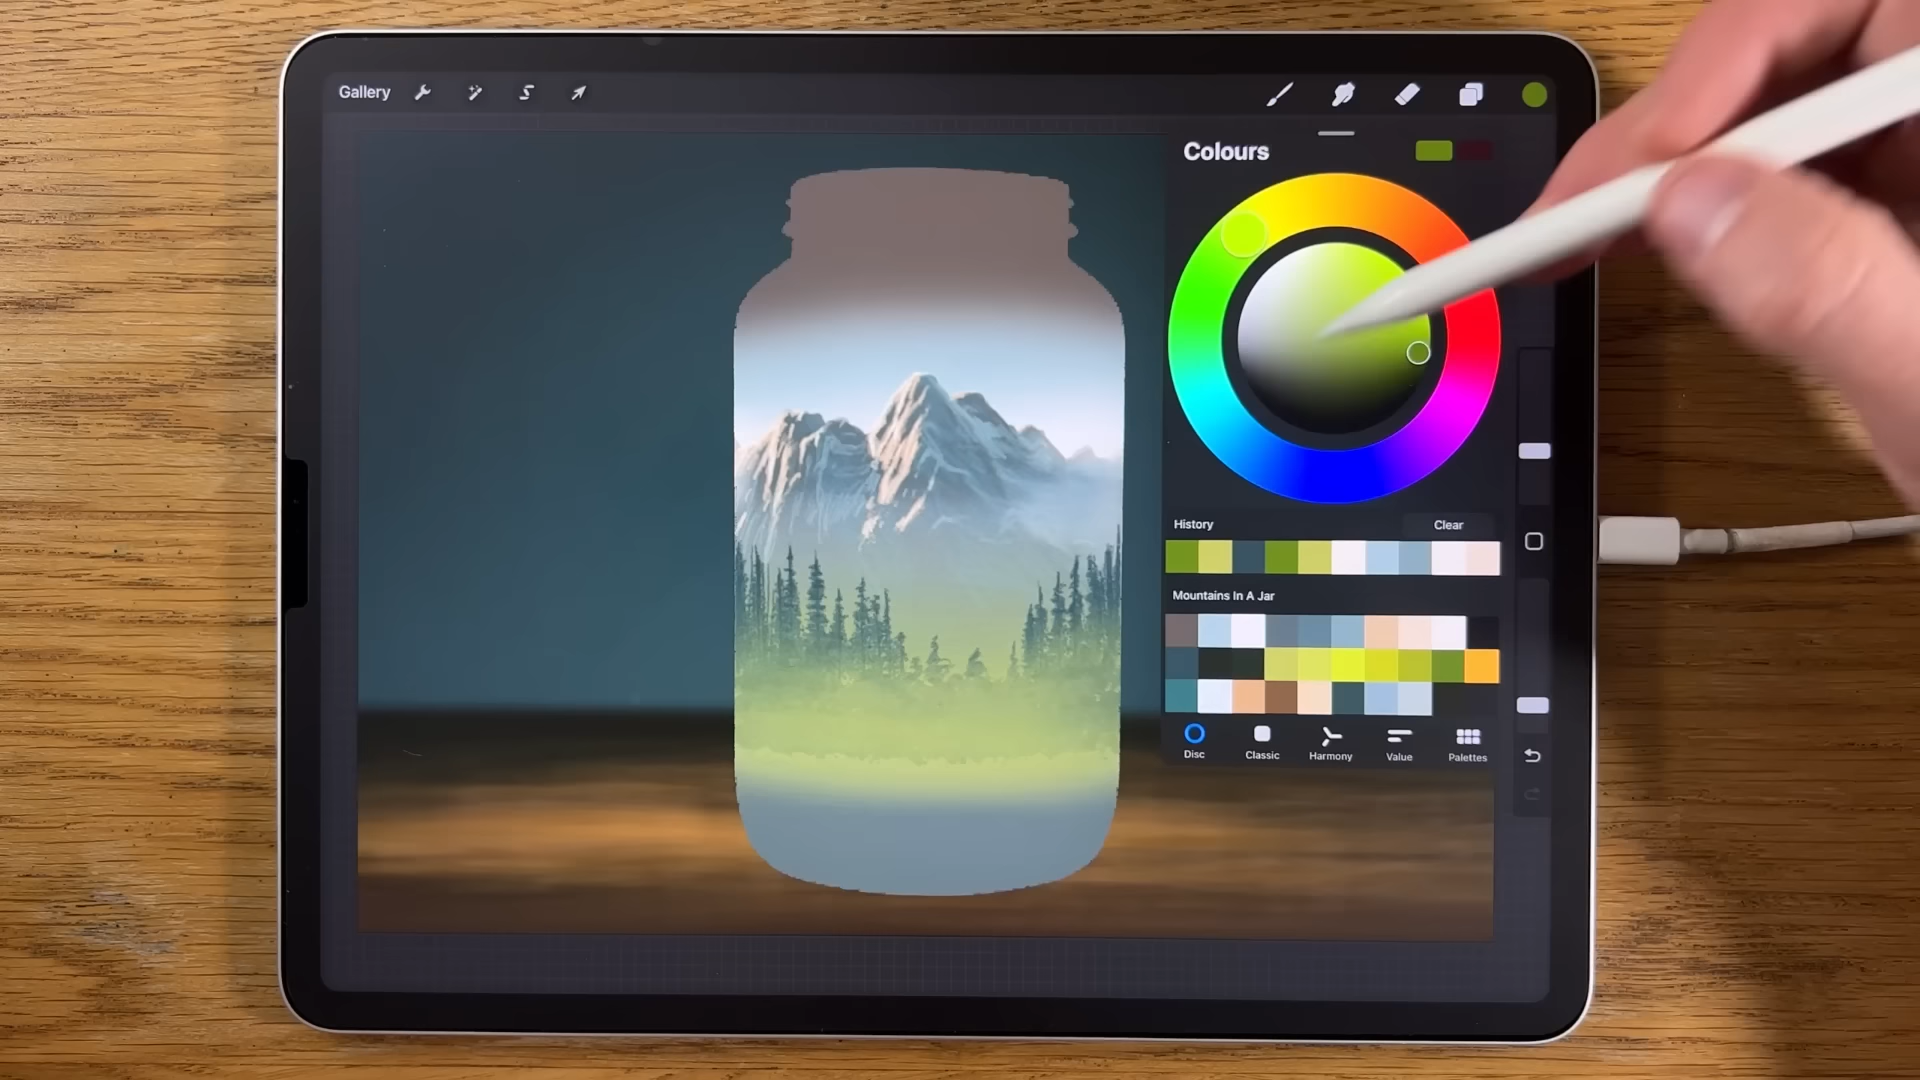 Gallery
Colours
History Clear
Mountains In A Jar
Disc Classic Harmony Value Palettes